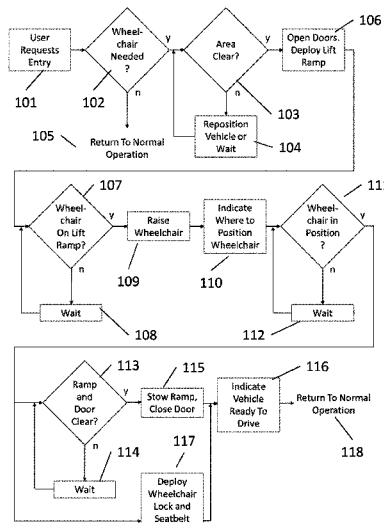 User
Requests
Entry
101
Wheel-
chair
Needed
?
y
n
102
Area
Clear?
y
n
103
Open Doors.
Deploy Lift
Ramp
106
105
Return To Normal
Operation
Reposition
Vehicle or
Wait
104
107
Wheel-
chair
On Lift
Ramp?
y
n
Raise
Wheelchair
109
Indicate
Where to
Position
Wheelchair
110
111
Wheel-
chair in
Position
?
y
n
Wait
108
Wait
112
113
Ramp
and
Door
Clear?
y
n
115
Stow Ramp,
Close Door
116
Indicate
Vehicle
Ready To
Drive
Return To Normal
Operation
118
117
Wait
114
Deploy
Wheelchair
Lock and
Seatbelt